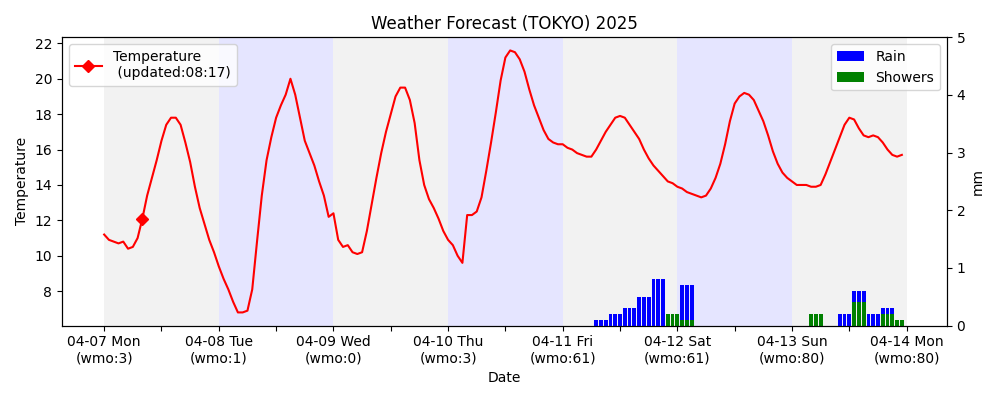 Weather Forecast (TOKYO) 2025
Temperature
(updated:08:17)
Rain
Showers
Temperature
22
20
18
16
14
12
10
8
5
4
3
2
1
0
mm
04-07 Mon
(wmo:3)
04-08 Tue
(wmo:1)
04-09 Wed
(wmo:0)
04-10 Thu
(wmo:3)
04-11 Fri
(wmo:61)
04-12 Sat
(wmo:61)
04-13 Sun
(wmo:80)
04-14 Mon
(wmo:80)
Date